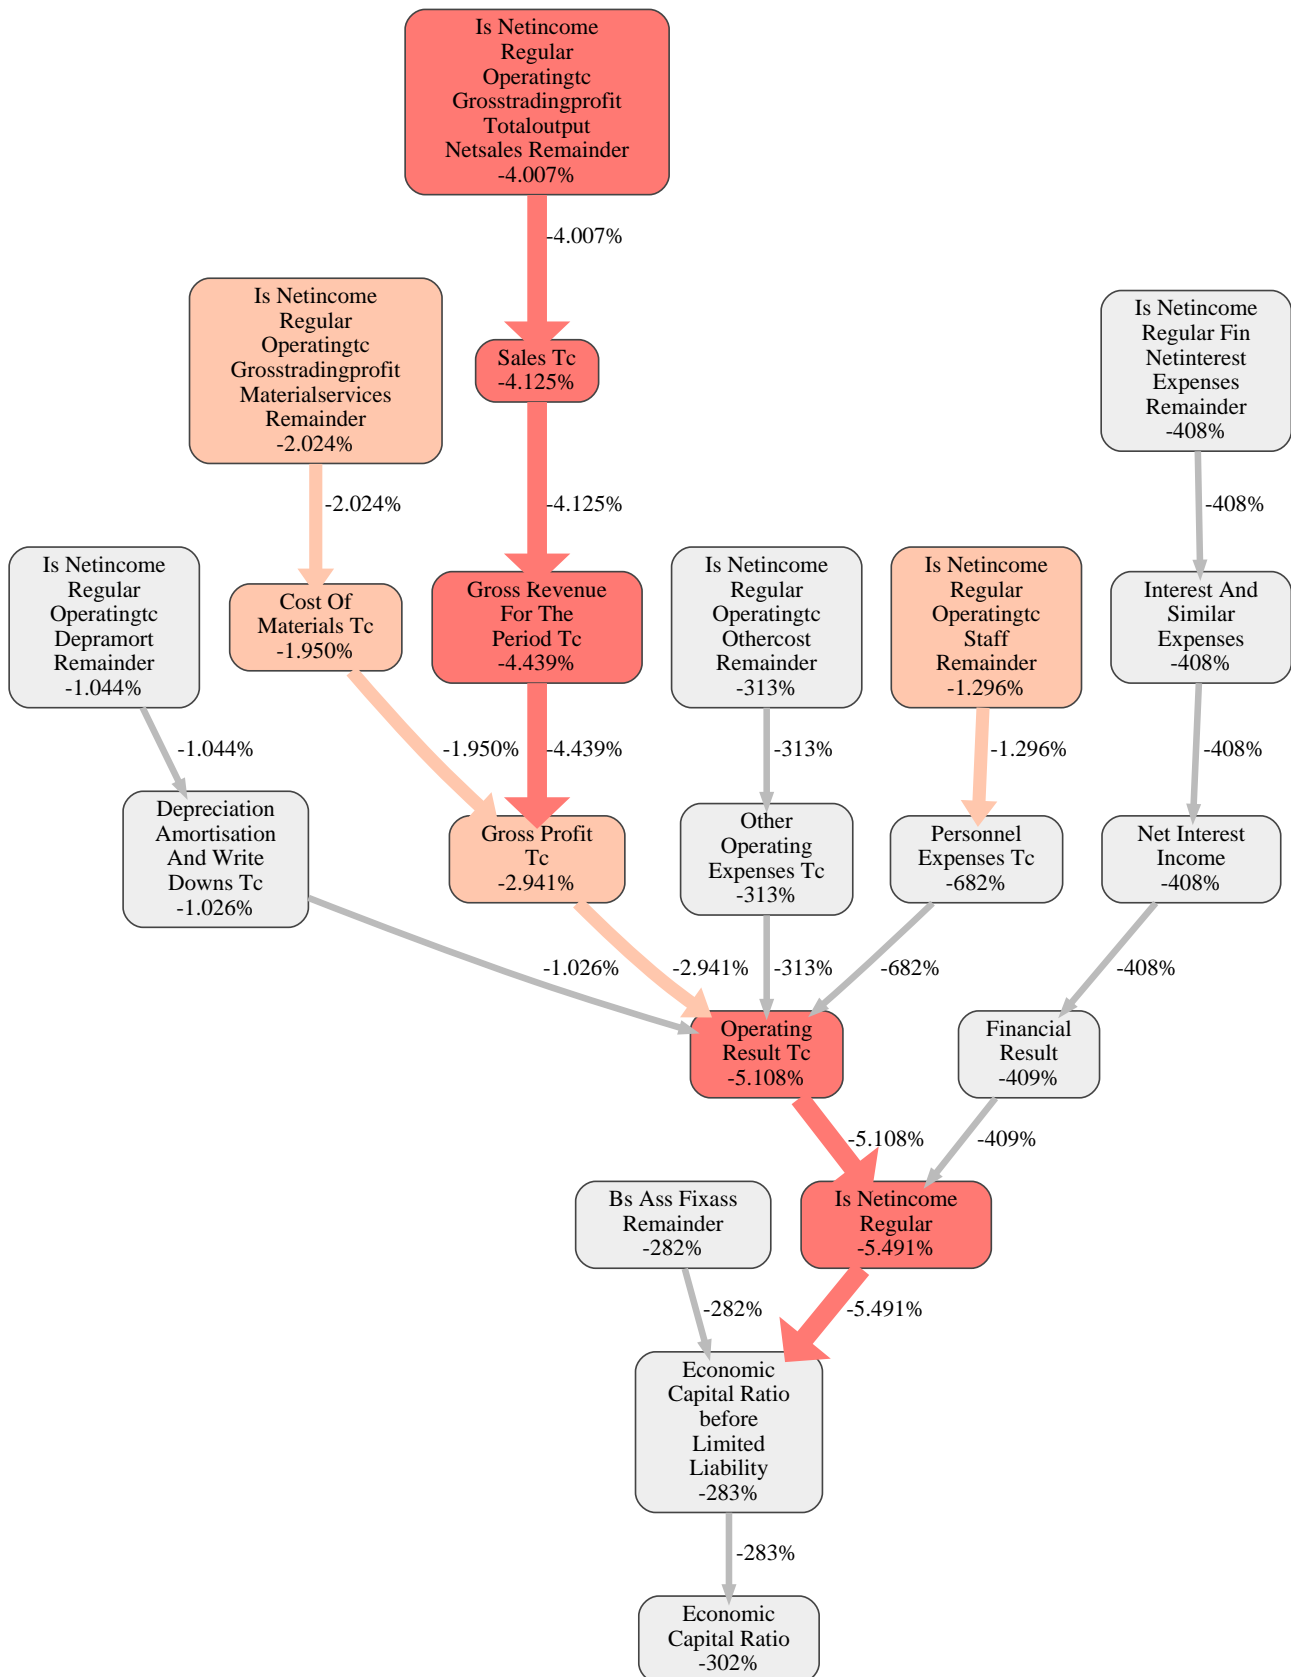 Is Netincome
Regular
Operatingtc
Grosstradingprofit
Totaloutput
Netsales Remainder
-4.007%
-4.007%
Is Netincome
Regular
Operatingtc
Grosstradingprofit
Materialservices
Remainder
-2.024%
Is Netincome
Regular Fin
Netinterest
Expenses
Remainder
-408%
Sales Tc
-4.125%
-2.024%
-4.125%
-408%
Is Netincome
Regular
Operatingtc
Depramort
Remainder
-1.044%
Cost Of
Materials Tc
-1.950%
Gross Revenue
For The
Period Tc
-4.439%
Is Netincome
Regular
Operatingtc
Othercost
Remainder
-313%
Is Netincome
Regular
Operatingtc
Staff
Remainder
-1.296%
Interest And
Similar
Expenses
-408%
-1.044%
-1.950%
-4.439%
-313%
-1.296%
-408%
Depreciation
Amortisation
And Write
Downs Tc
-1.026%
Gross Profit
Tc
-2.941%
Other
Operating
Expenses Tc
-313%
Personnel
Expenses Tc
-682%
Net Interest
Income
-408%
-1.026%
-2.941%
-313%
-682%
-408%
Operating
Result Tc
-5.108%
Financial
Result
-409%
-5.108%
-409%
Bs Ass Fixass
Remainder
-282%
Is Netincome
Regular
-5.491%
-282%
-5.491%
Economic
Capital Ratio
before
Limited
Liability
-283%
-283%
Economic
Capital Ratio
-302%